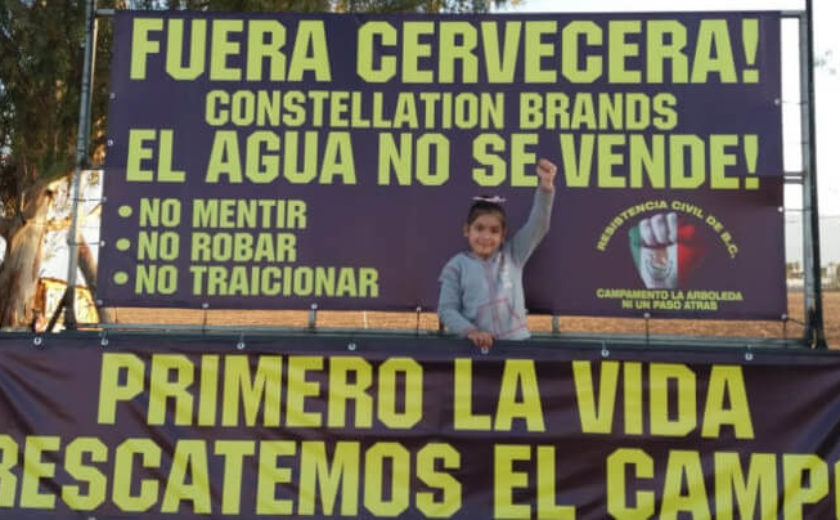 FUERA CERVECERA!
CONSTELLATION BRANDS
EL AGUA NO SE VENDE!
• NO MENTIR
• NO ROBAR
• NO TRAICIONAR
RESISTENCIA CIVIL DE B.C.
CAMPAMENTO LA ARBOLEDA
NI UN PASO ATRAS
PRIMERO LA VIDA
RESCATEMOS EL CAMP